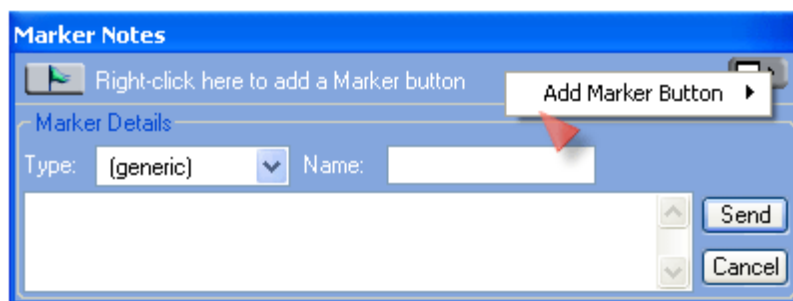 Marker Notes
Right-click here to add a Marker button
Add Marker Button
Marker Details
Type: (generic) Name:
Send
Cancel